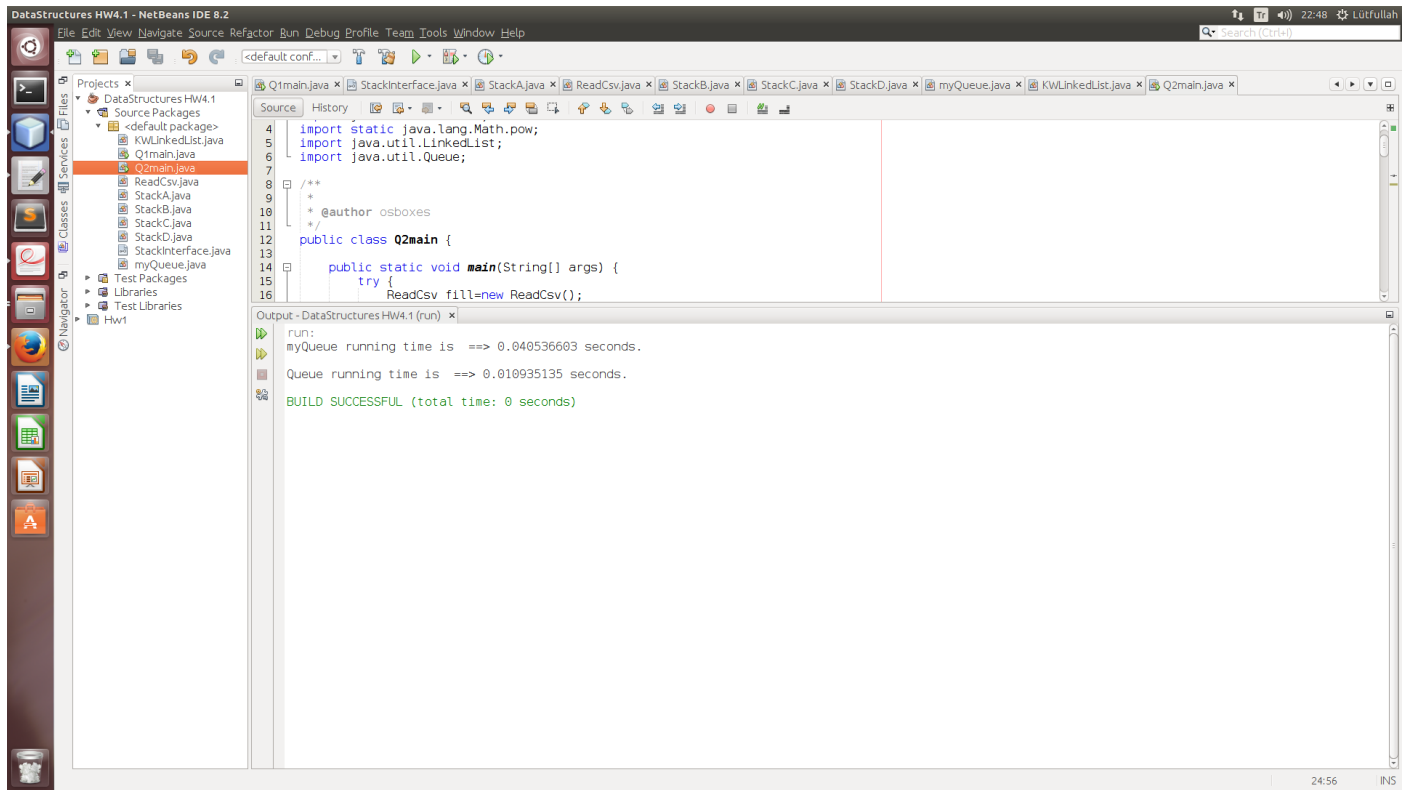 DataStructures HW4.1 - NetBeans IDE 8.2
Tr 22:48 Lütfullah
File Edit View Navigate Source Refactor Run Debug Profile Team Tools Window Help
Search (Ctrl+I)
<default conf...
Projects
Files
Services
Classes
Navigator
DataStructures HW4.1
Source Packages
<default package>
KWLinkedList.java
Q1main.java
Q2main.java
ReadCsv.java
StackA.java
StackB.java
StackC.java
StackD.java
StackInterface.java
myQueue.java
Test Packages
Libraries
Test Libraries
Hw1
Q1main.java StackInterface.java StackA.java ReadCsv.java StackB.java StackC.java StackD.java myQueue.java KWLinkedList.java Q2main.java
Source History
4 import static java.lang.Math.pow;
5 import java.util.LinkedList;
6 import java.util.Queue;
7
8 /**
9 *
10 * @author osboxes
11 */
12 public class Q2main {
13
14 public static void main(String[] args) {
15 try {
16 ReadCsv fill=new ReadCsv();
Output - DataStructures HW4.1 (run)
run:
myQueue running time is ==> 0.040536603 seconds.
Queue running time is ==> 0.010935135 seconds.
BUILD SUCCESSFUL (total time: 0 seconds)
24:56 INS